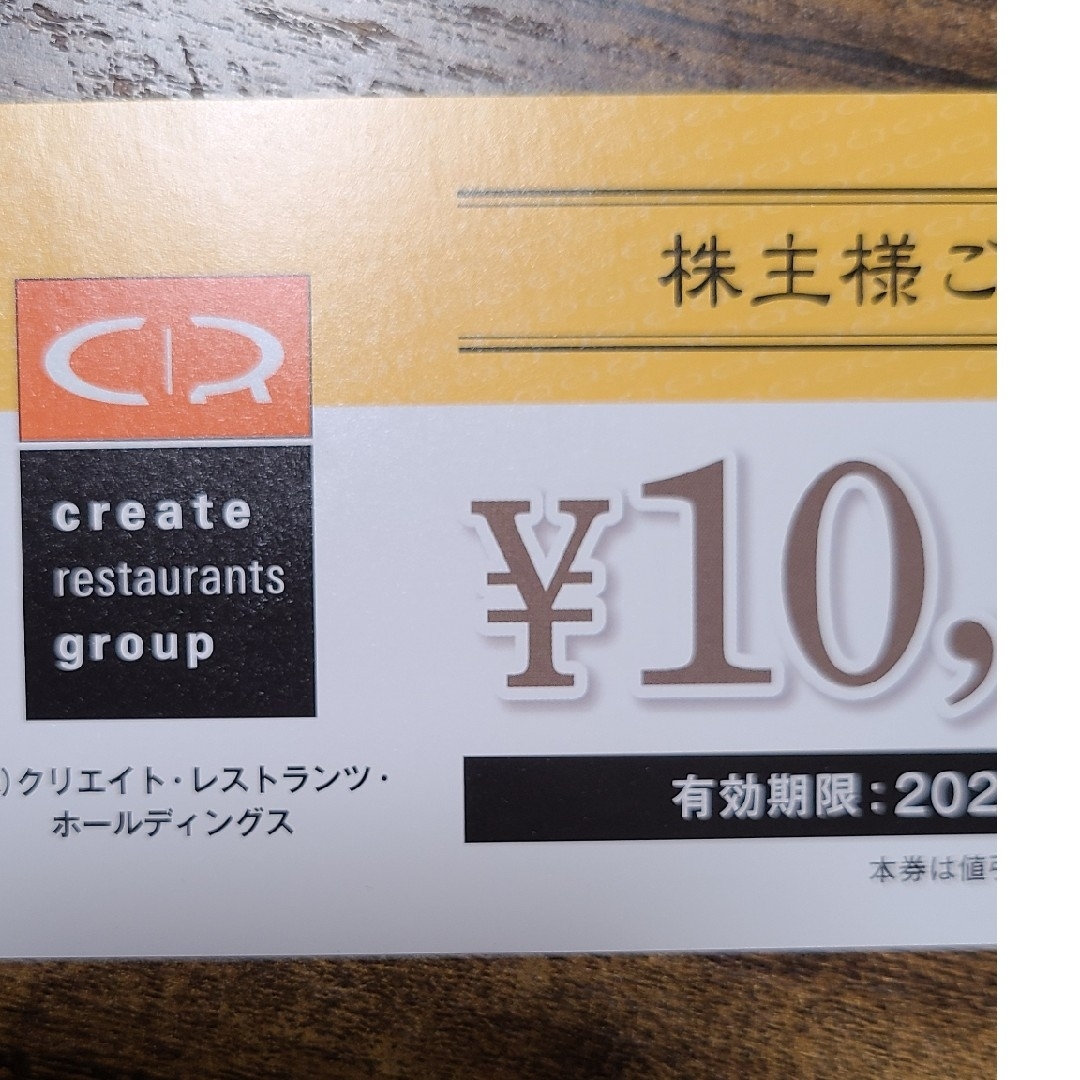 株主様ご
CR
create
restaurants
group
¥10,
)クリエイト・レストランツ・
ホールディングス
有効期限:202
本券は値引